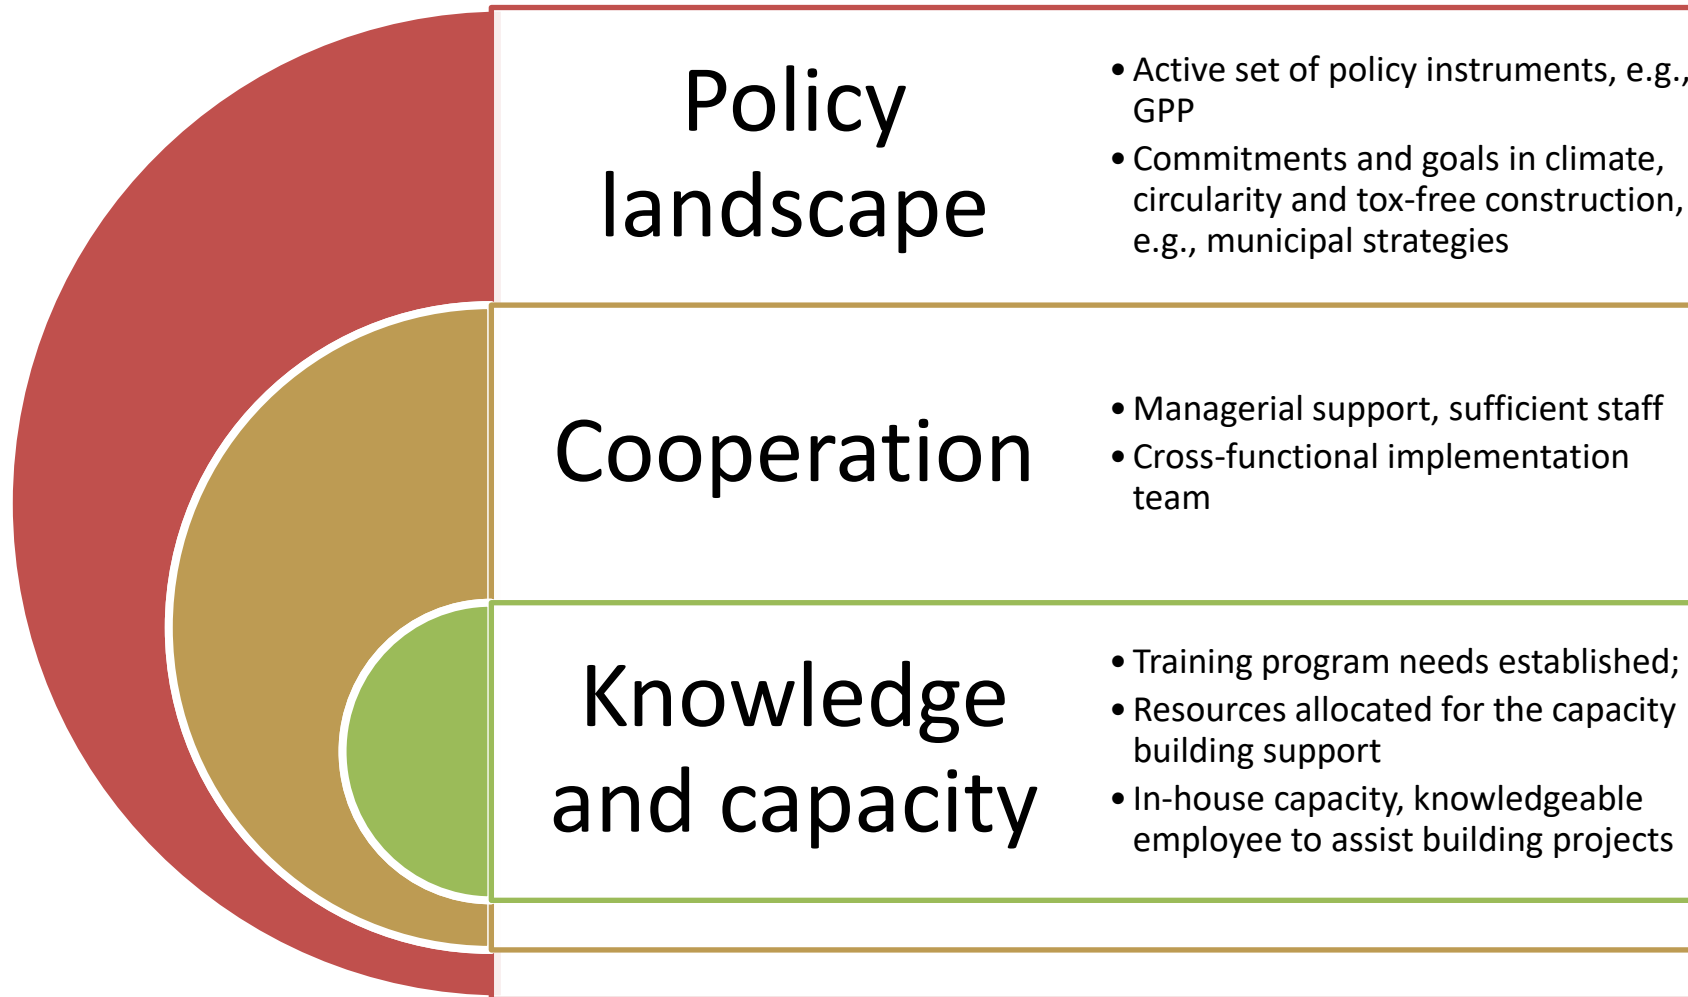 Policy
landscape
• Active set of policy instruments, e.g.,
GPP
• Commitments and goals in climate,
circularity and tox-free construction,
e.g., municipal strategies
Cooperation
• Managerial support, sufficient staff
• Cross-functional implementation
team
Knowledge
and capacity
• Training program needs established;
• Resources allocated for the capacity
building support
• In-house capacity, knowledgeable
employee to assist building projects